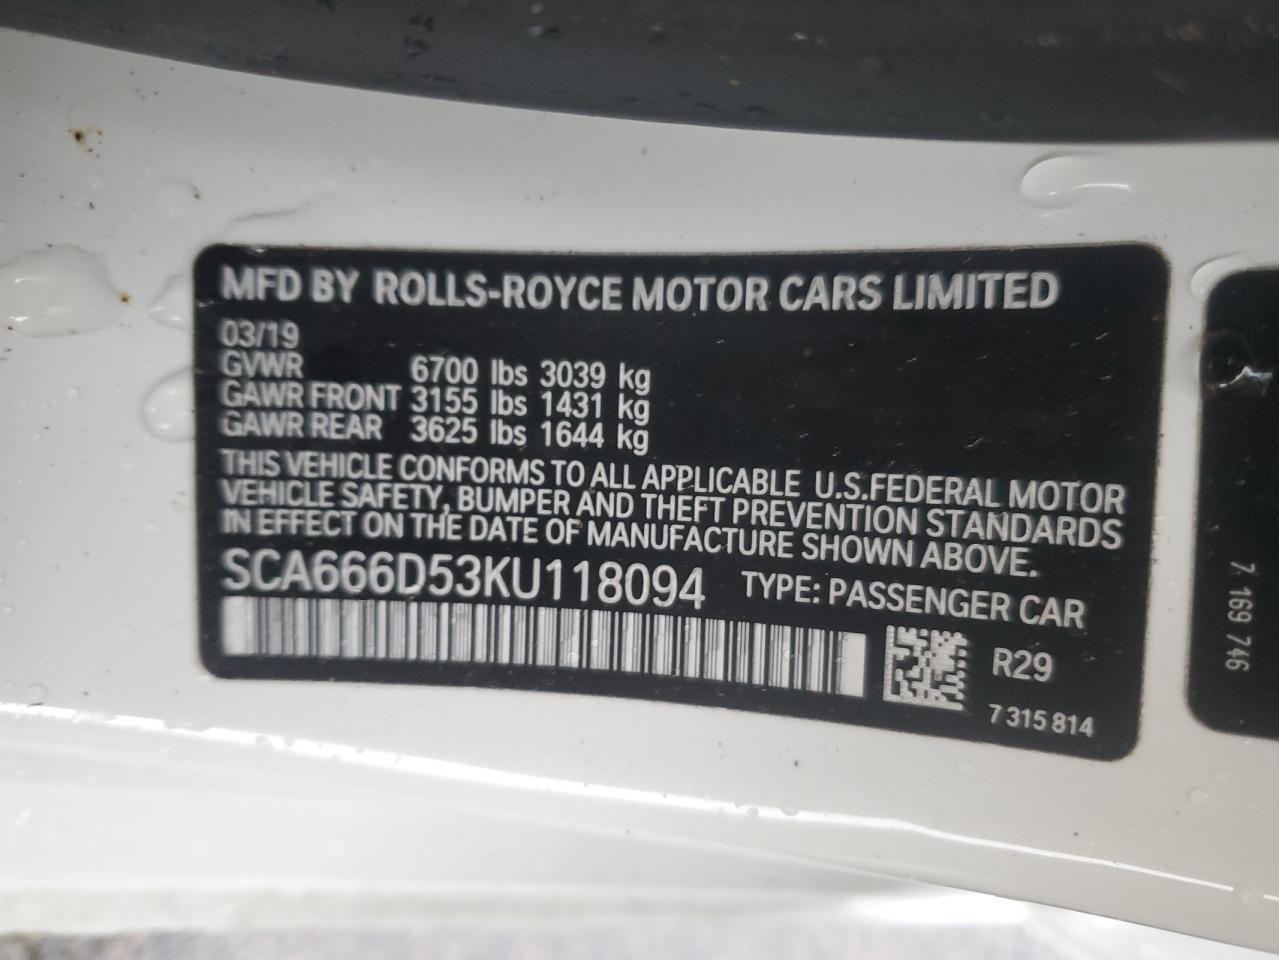 MFD BY ROLLS-ROYCE MOTOR CARS LIMITED
03/19
GVWR 6700 lbs 3039 kg
GAWR FRONT 3155 lbs 1431 kg
GAWR REAR 3625 lbs 1644 kg
THIS VEHICLE CONFORMS TO ALL APPLICABLE U.S.FEDERAL MOTOR
VEHICLE SAFETY, BUMPER AND THEFT PREVENTION STANDARDS
IN EFFECT ON THE DATE OF MANUFACTURE SHOWN ABOVE.
SCA666D53KU118094 TYPE: PASSENGER CAR
R29
7 315 814
7 169 746